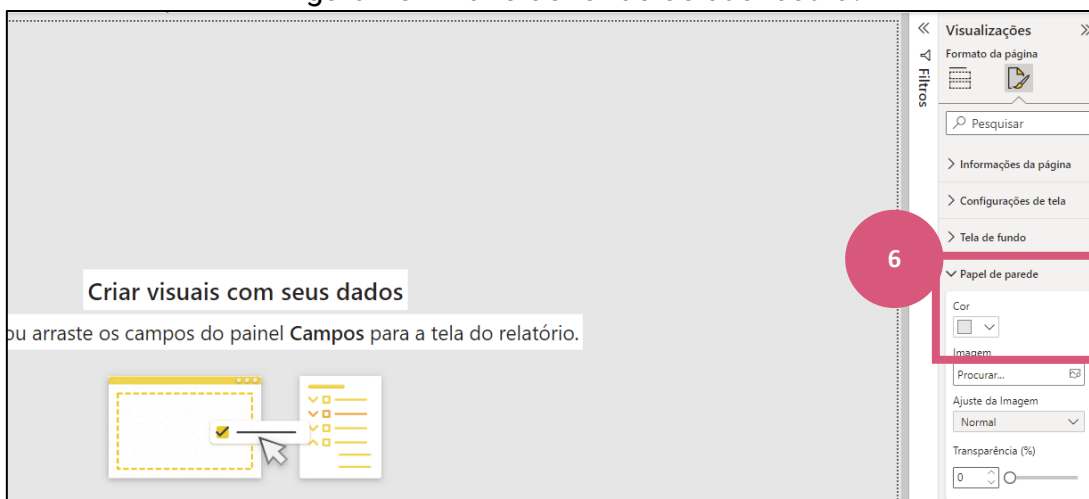 Visualizações
Formato da página
Filtros
Pesquisar
Informações da página
Configurações de tela
Tela de fundo
6
Papel de parede
Criar visuais com seus dados
ou arraste os campos do painel Campos para a tela do relatório.
Cor
Imagem
Procurar...
Ajuste da Imagem
Normal
Transparência (%)
0